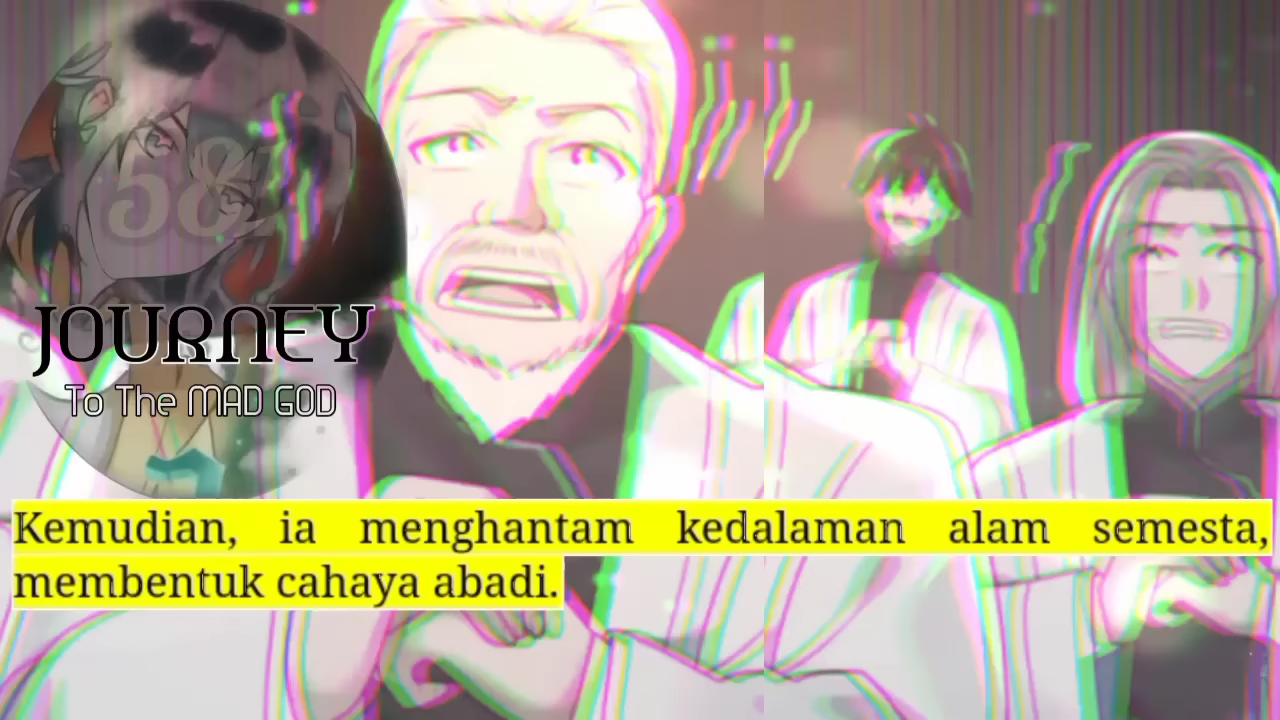 JOURNEY
To The MAD GOD
Kemudian, ia menghantam kedalaman alam semesta,
membentuk cahaya abadi.